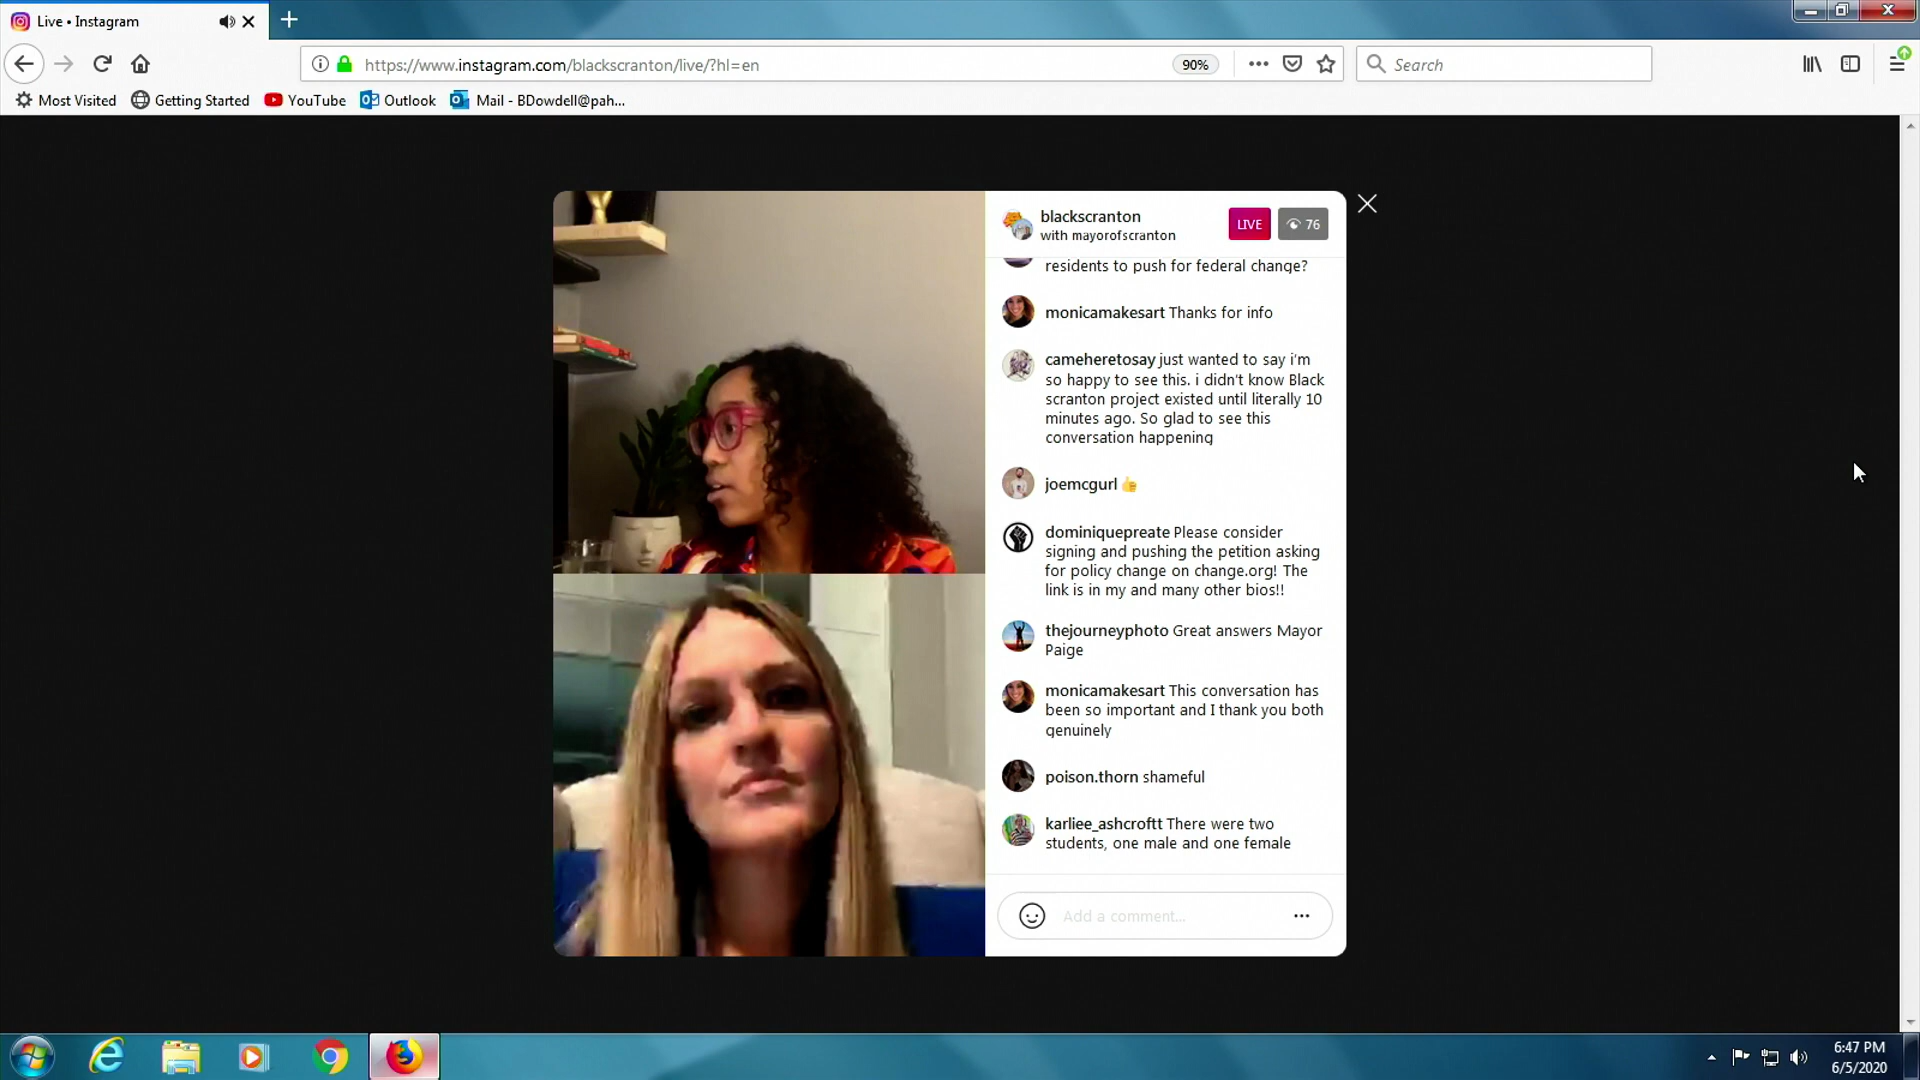 Live • Instagram
https://www.instagram.com/blackscranton/live/?hl=en
90%
Search
Most Visited
Getting Started
YouTube
Outlook
Mail - BDowdell@pah...
blackscranton
with mayorofscranton
LIVE
76
residents to push for federal change?
monicamakesart Thanks for info
cameheretosay just wanted to say i'm
so happy to see this. i didn't know Black
scranton project existed until literally 10
minutes ago. So glad to see this
conversation happening
joemcgurl 👍
dominiquepreate Please consider
signing and pushing the petition asking
for policy change on change.org! The
link is in my and many other bios!!
thejourneyphoto Great answers Mayor
Paige
monicamakesart This conversation has
been so important and I thank you both
genuinely
poison.thorn shameful
karliee_ashcroftt There were two
students, one male and one female
Add a comment...
6:47 PM
6/5/2020